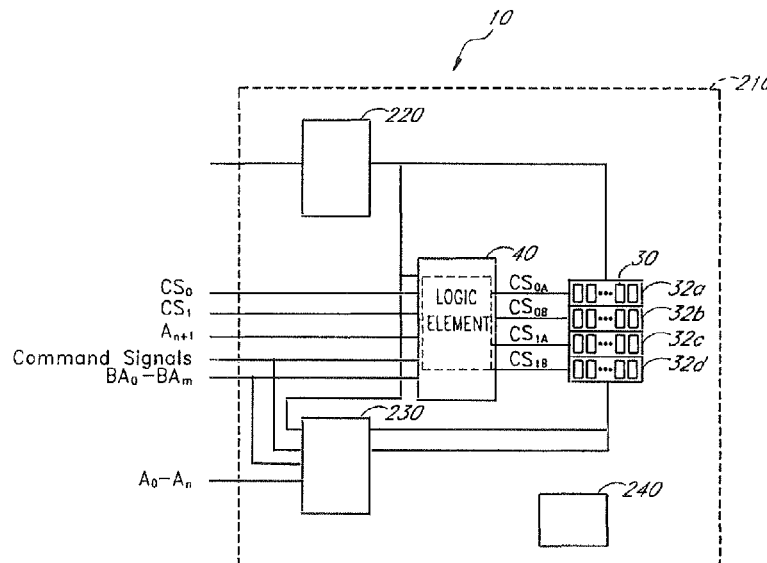 10
210
220
40
30
CS₀
CS₁
Aₙ₊₁
Command Signals
BA₀-BAₘ
A₀-Aₙ
LOGIC
ELEMENT
CS₀A
CS₀B
CS₁A
CS₁B
32a
32b
32c
32d
230
240